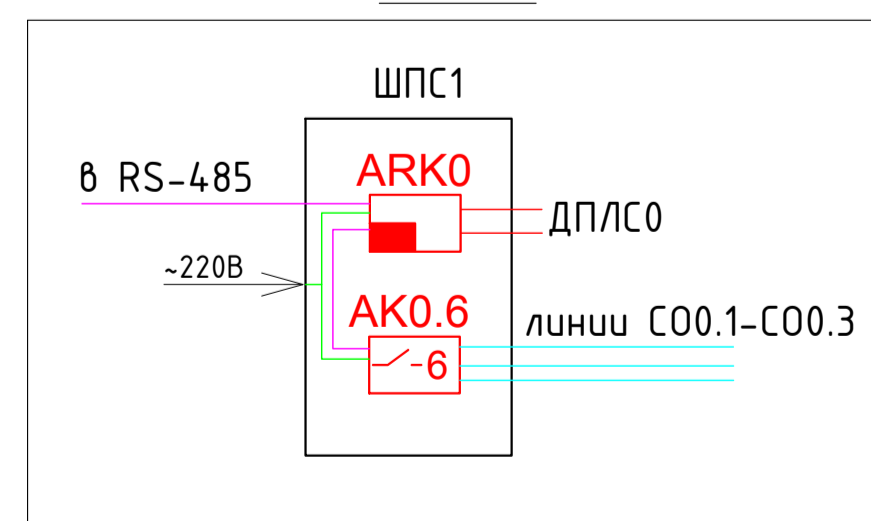 ШПС1
в RS-485
ARK0
ДПЛС0
~220В
AK0.6
линии СО0.1-СО0.3
-6